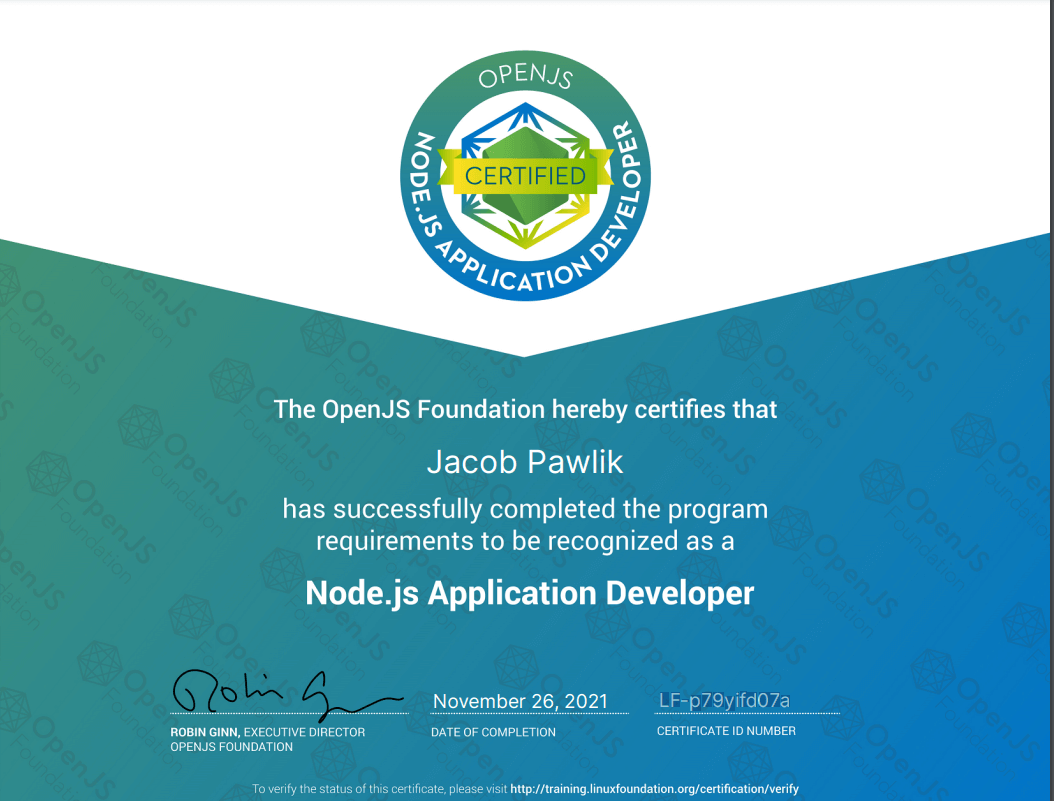 OPENJS
CERTIFIED
NODE.JS APPLICATION DEVELOPER
The OpenJS Foundation hereby certifies that
Jacob Pawlik
has successfully completed the program
requirements to be recognized as a
Node.js Application Developer
Robin G
November 26, 2021
LF-p79yifd07a
ROBIN GINN, EXECUTIVE DIRECTOR
OPENJS FOUNDATION
DATE OF COMPLETION
CERTIFICATE ID NUMBER
To verify the status of this certificate, please visit http://training.linuxfoundation.org/certification/verify
OpenJS
Foundation